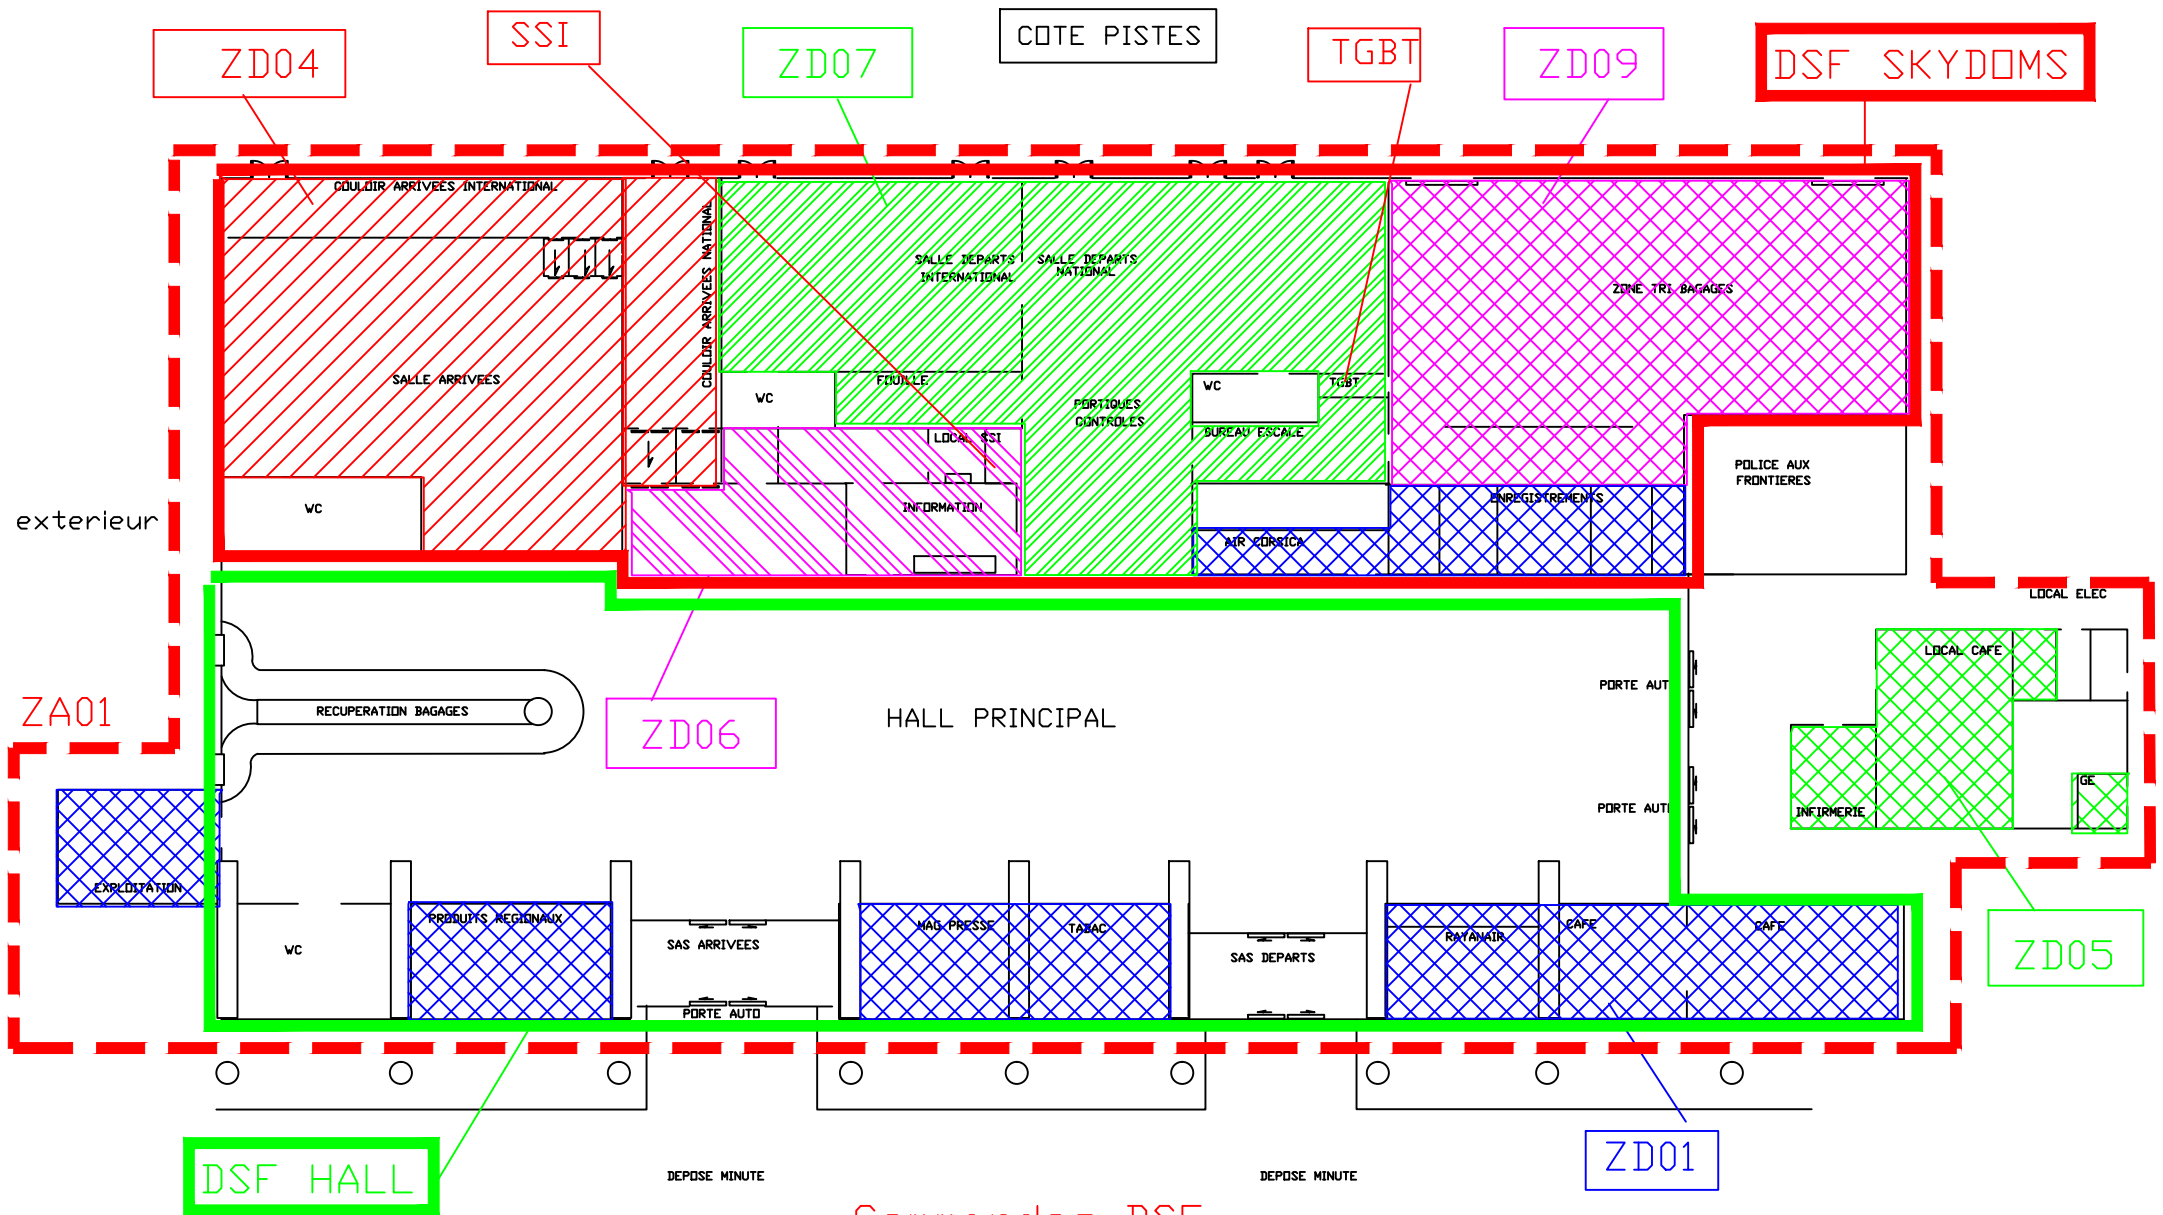 COTE PISTES
ZD04
SSI
ZD07
TGBT
ZD09
DSF SKYDOMS
COULOIR ARRIVEES INTERNATIONAL
COULOIR ARRIVEES NATIONAL
SALLE DEPARTS
INTERNATIONAL
SALLE DEPARTS
NATIONAL
ZONE TRI BAGAGES
SALLE ARRIVEES
FOUILLE
WC
WC
TGBT
PORTIQUES
CONTROLES
BUREAU ESCALE
LOCAL SSI
POLICE AUX
FRONTIERES
WC
INFORMATION
ENREGISTREMENTS
AIR CORSICA
exterieur
LOCAL ELEC
LOCAL CAFE
PORTE AUT
ZA01
RECUPERATION BAGAGES
HALL PRINCIPAL
ZD06
GE
PORTE AUT
INFIRMERIE
EXPLOITATION
PRODUITS REGIONAUX
MAG PRESSE
TABAC
RAYANAIR
CAFE
CAFE
WC
SAS ARRIVEES
SAS DEPARTS
ZD05
PORTE AUTO
ZD01
DSF HALL
DEPOSE MINUTE
DEPOSE MINUTE